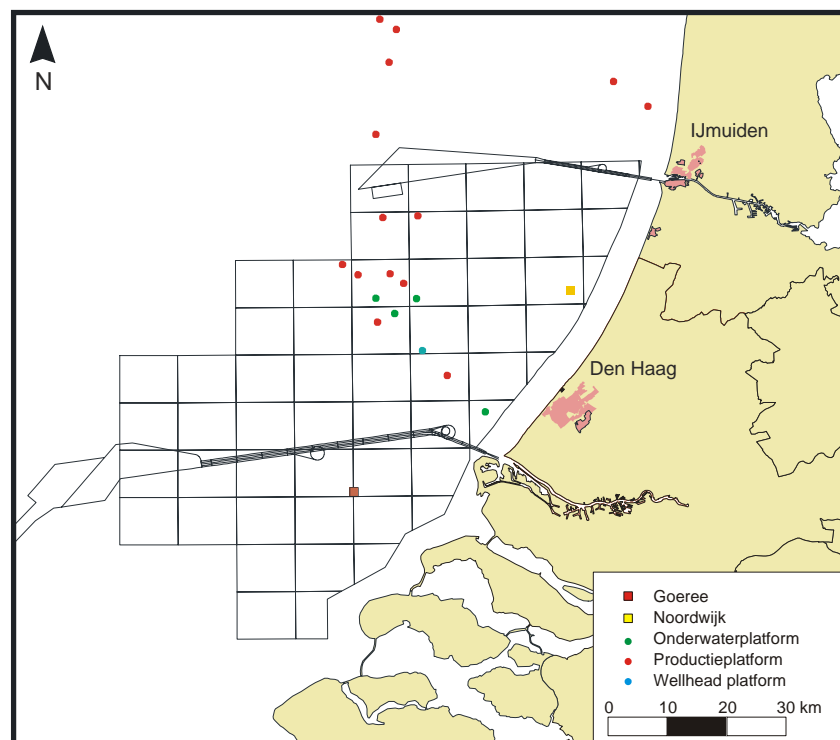 N
IJmuiden
Den Haag
Goeree
Noordwijk
Onderwaterplatform
Productieplatform
Wellhead platform
0 10 20 30 km